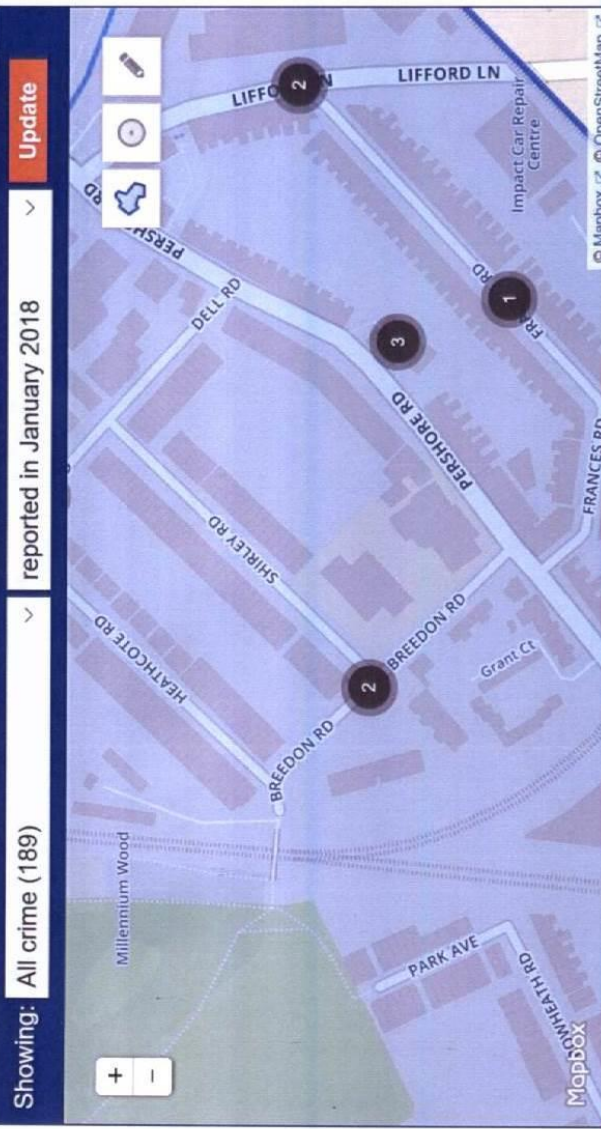 Showing: All crime (189) reported in January 2018 Update
+
−
Millennium Wood
HEATHCOTE RD
SHIRLEY RD
DELL RD
PERSHORE RD
LIFFORD LN
2
BREEDON RD
2
BREEDON RD
Grant Ct
PERSHORE RD
3
1
FRANCES RD
Impact Car Repair
Centre
PARK AVE
Mapbox
© Mapbox © OpenStreetMap